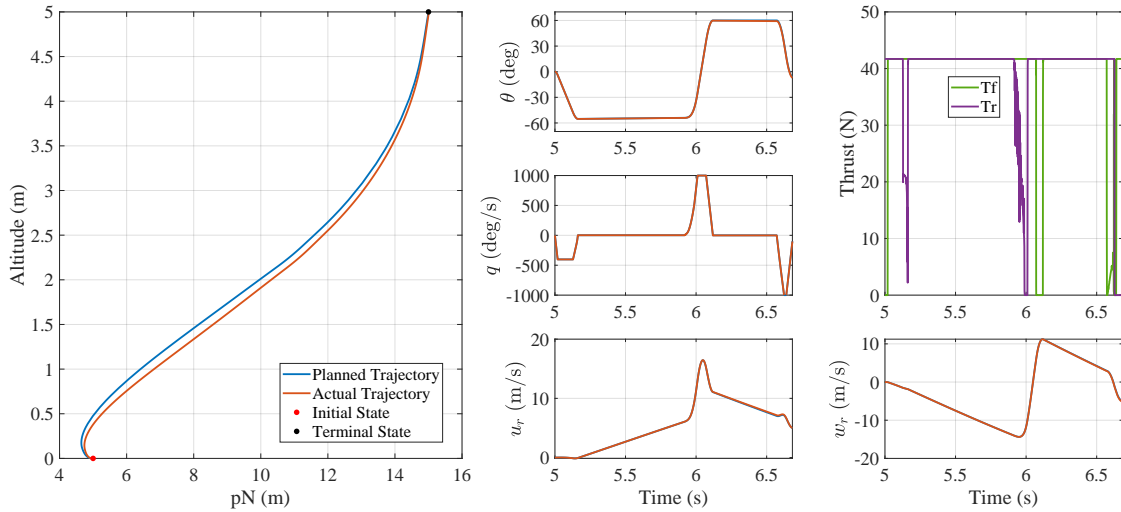 5
4.5
4
3.5
3
2.5
2
1.5
1
0.5
0
4 6 8 10 12 14 16
Altitude (m)
pN (m)
Planned Trajectory
Actual Trajectory
Initial State
Terminal State
60
30
0
-30
-60
5 5.5 6 6.5
θ (deg)
1000
500
0
-500
-1000
5 5.5 6 6.5
q (deg/s)
20
10
0
5 5.5 6 6.5
u_r (m/s)
Time (s)
50
40
30
20
10
0
5 5.5 6 6.5
Thrust (N)
Tf
Tr
10
0
-10
-20
5 5.5 6 6.5
w_r (m/s)
Time (s)